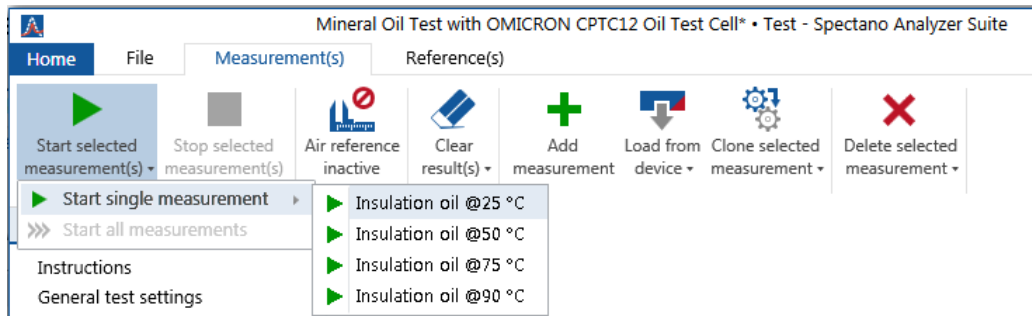 Mineral Oil Test with OMICRON CPTC12 Oil Test Cell* • Test - Spectano Analyzer Suite
Home File Measurement(s) Reference(s)
Start selected measurement(s)
Stop selected measurement(s)
Air reference inactive
Clear result(s)
Add measurement
Load from device
Clone selected measurement
Delete selected measurement
Start single measurement
Start all measurements
Insulation oil @25 °C
Insulation oil @50 °C
Insulation oil @75 °C
Insulation oil @90 °C
Instructions
General test settings